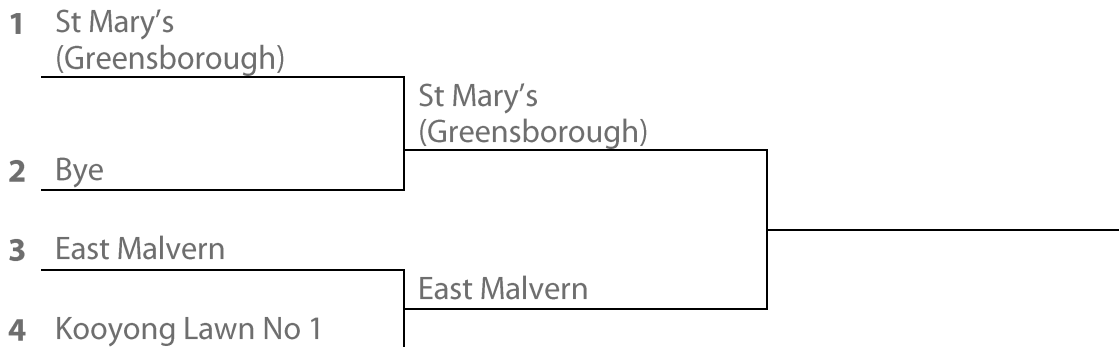 1 St Mary’s
(Greensborough)
St Mary’s
(Greensborough)
2 Bye
3 East Malvern
East Malvern
4 Kooyong Lawn No 1